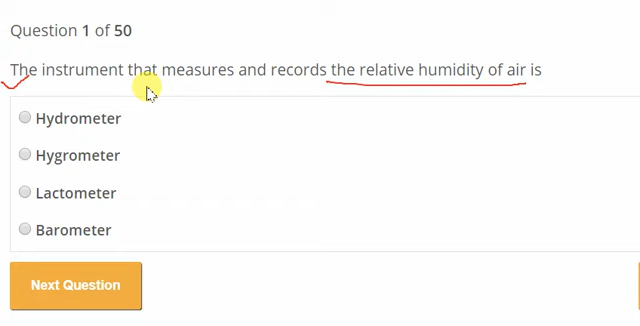 Question 1 of 50
The instrument that measures and records the relative humidity of air is
Hydrometer
Hygrometer
Lactometer
Barometer
Next Question